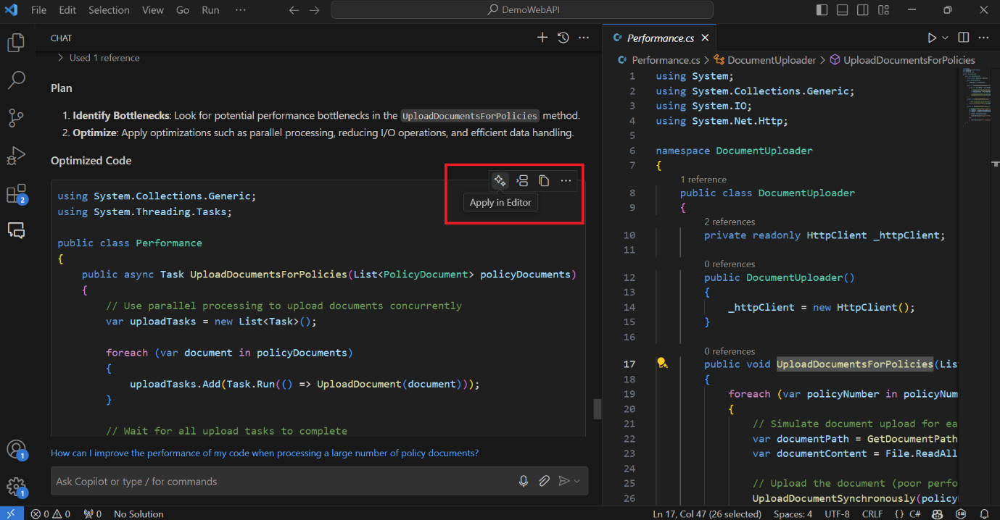 File Edit Selection View Go Run ··· DemoWebAPI
CHAT
Used 1 reference
Plan
1. Identify Bottlenecks: Look for potential performance bottlenecks in the UploadDocumentsForPolicies method.
2. Optimize: Apply optimizations such as parallel processing, reducing I/O operations, and efficient data handling.
Optimized Code
Apply in Editor
using System.Collections.Generic;
using System.Threading.Tasks;
public class Performance
{
public async Task UploadDocumentsForPolicies(List<PolicyDocument> policyDocuments)
{
// Use parallel processing to upload documents concurrently
var uploadTasks = new List<Task>();
foreach (var document in policyDocuments)
{
uploadTasks.Add(Task.Run(() => UploadDocument(document)));
}
// Wait for all upload tasks to complete
How can I improve the performance of my code when processing a large number of policy documents?
Ask Copilot or type / for commands
2
1
1
Performance.cs
Performance.cs > DocumentUploader > UploadDocumentsForPolicies
1 using System;
2 using System.Collections.Generic;
3 using System.IO;
4 using System.Net.Http;
5
6 namespace DocumentUploader
7 {
1 reference
8 public class DocumentUploader
9 {
2 references
10 private readonly HttpClient _httpClient;
11
0 references
12 public DocumentUploader()
13 {
14 _httpClient = new HttpClient();
15 }
16
0 references
17 public void UploadDocumentsForPolicies(Lis
18 {
19 foreach (var policyNumber in policyNum
20 {
21 // Simulate document upload for ea
22 var documentPath = GetDocumentPath
23 var documentContent = File.ReadAll
24
25 // Upload the document (poor perfo
26 UploadDocumentSynchronously(policy
0 0 0 No Solution Ln 17, Col 47 (26 selected) Spaces: 4 UTF-8 CRLF {} C#